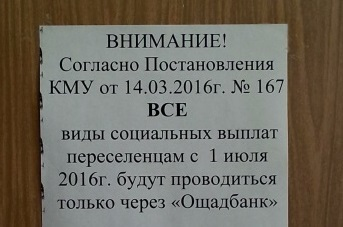 ВНИМАНИЕ!
Согласно Постановления
КМУ от 14.03.2016г. № 167
ВСЕ
виды социальных выплат
переселенцам с 1 июля
2016г. будут проводиться
только через «Ощадбанк»